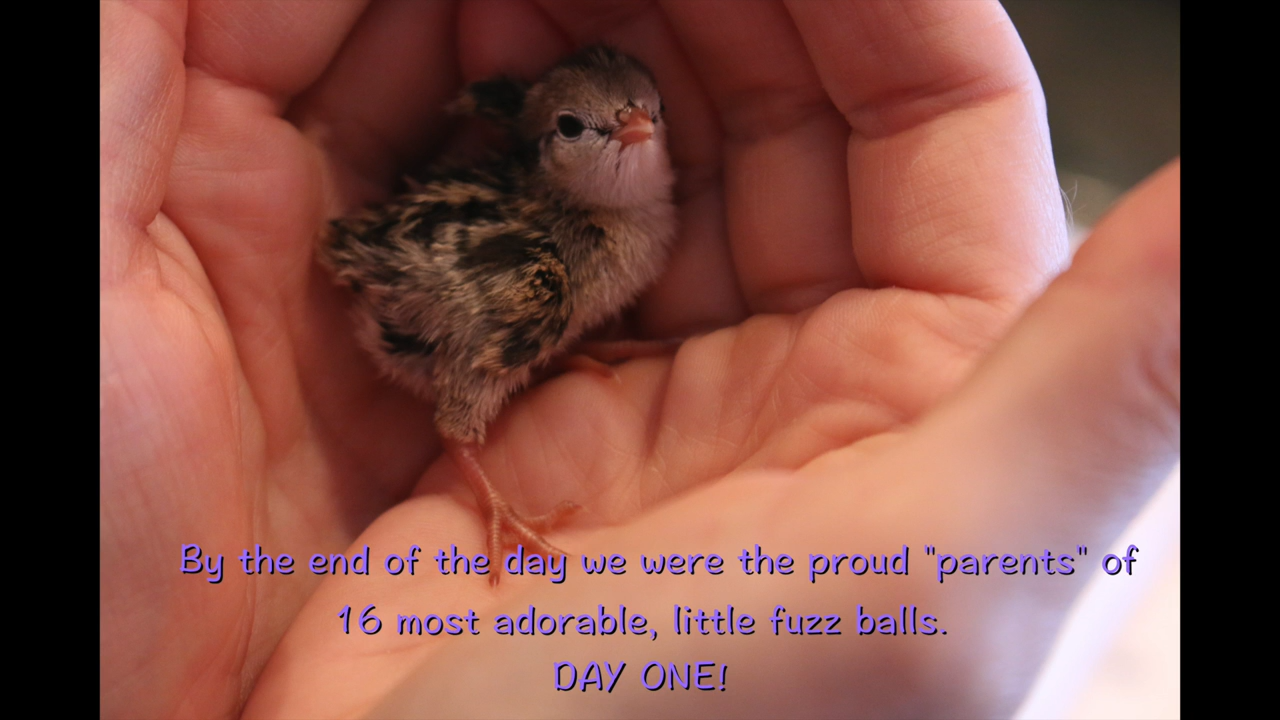 By the end of the day we were the proud "parents" of
16 most adorable, little fuzz balls.
DAY ONE!